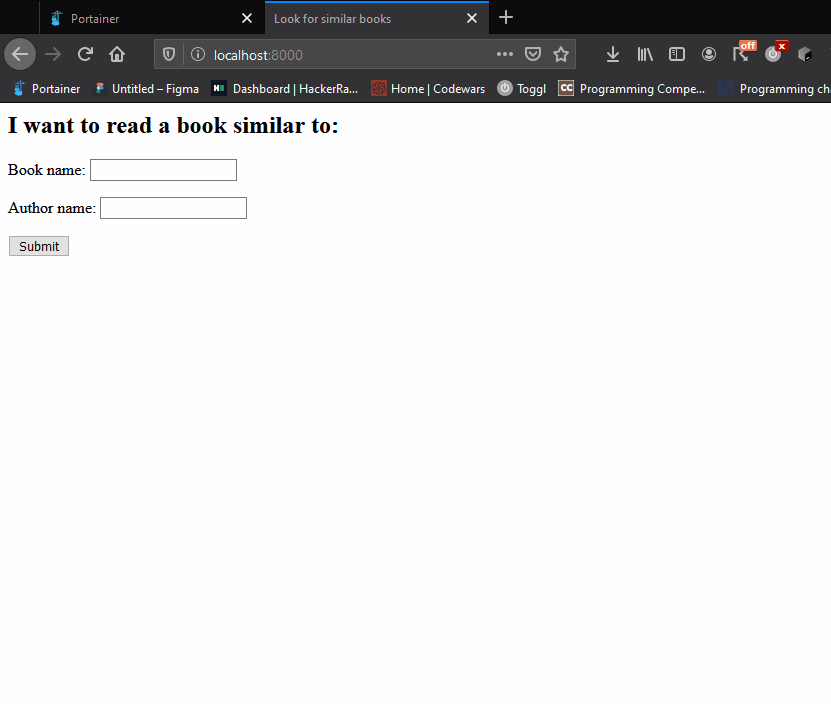 Portainer
Look for similar books
localhost:8000
off
x
Portainer
Untitled – Figma
Dashboard | HackerRa...
Home | Codewars
Toggl
CC
Programming Compe...
Programming ch
I want to read a book similar to:
Book name:
Author name:
Submit